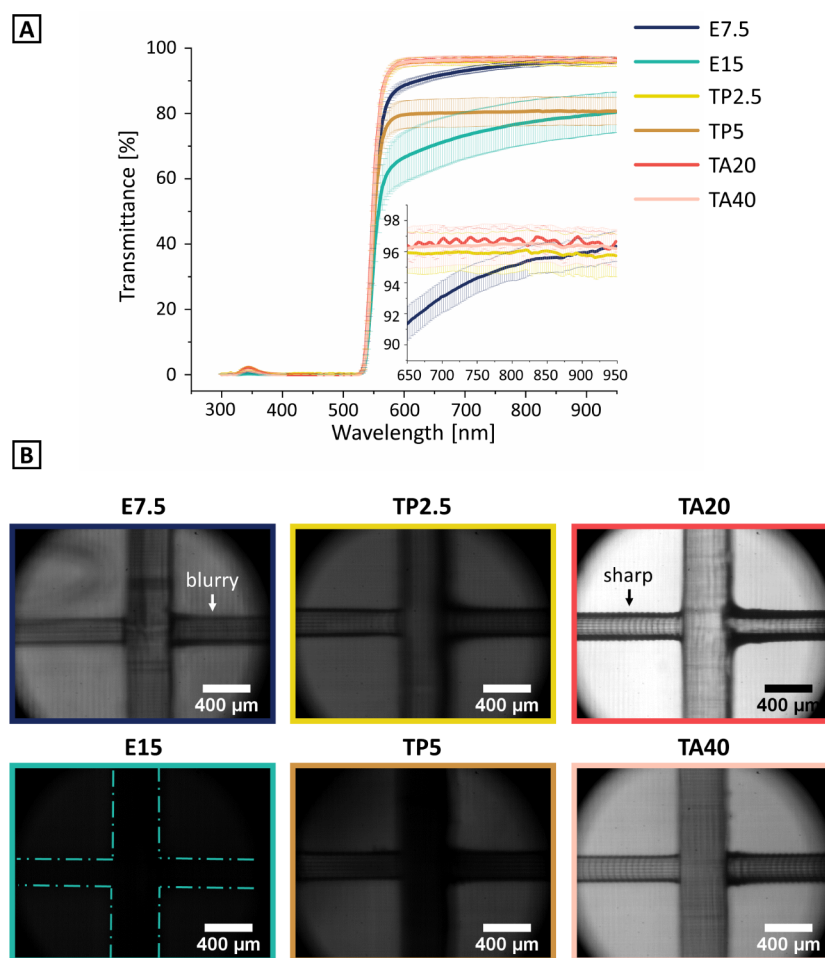 A
E7.5
E15
TP2.5
TP5
TA20
TA40
Transmittance [%]
100
80
60
40
20
0
98
96
94
92
90
650 700 750 800 850 900 950
300 400 500 600 700 800 900
Wavelength [nm]
B
E7.5 TP2.5 TA20
blurry sharp
400 µm 400 µm 400 µm
E15 TP5 TA40
400 µm 400 µm 400 µm